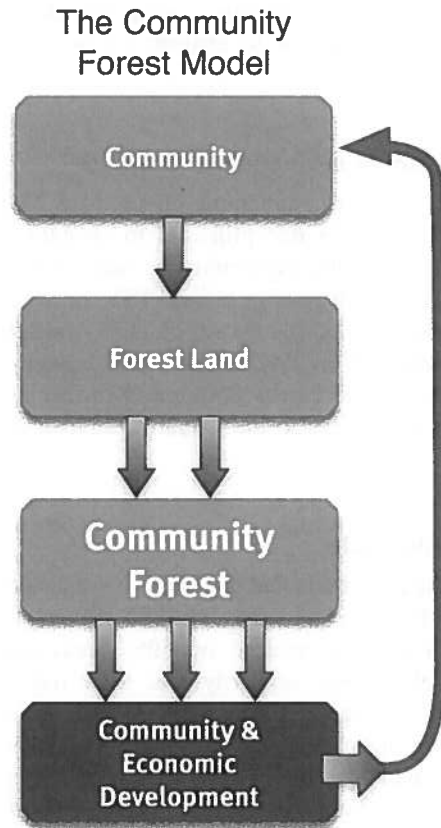 The Community
Forest Model
Community
Forest Land
Community
Forest
Community &
Economic
Development